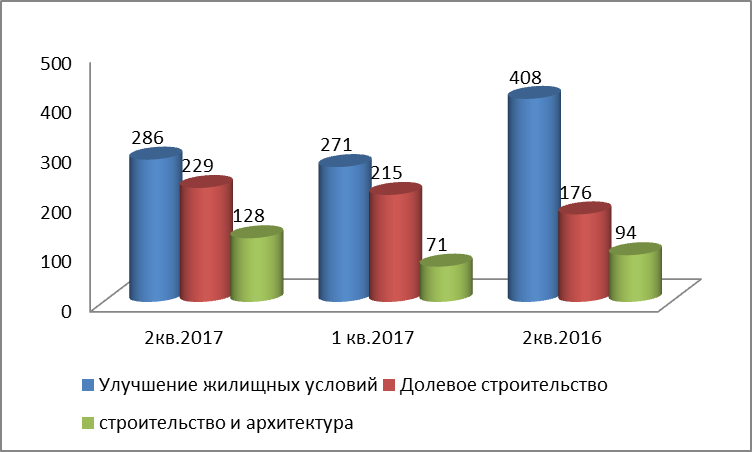 500
400
300
200
100
0
286
229
128
271
215
71
408
176
94
2кв.2017
1 кв.2017
2кв.2016
Улучшение жилищных условий
Долевое строительство
строительство и архитектура